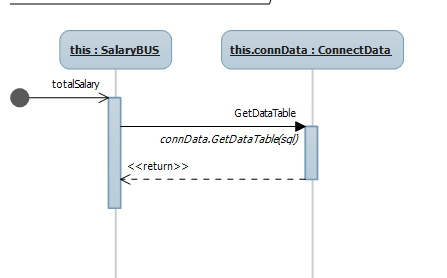 this : SalaryBUS
this.connData : ConnectData
totalSalary
GetDataTable
connData.GetDataTable(sql)
<<return>>